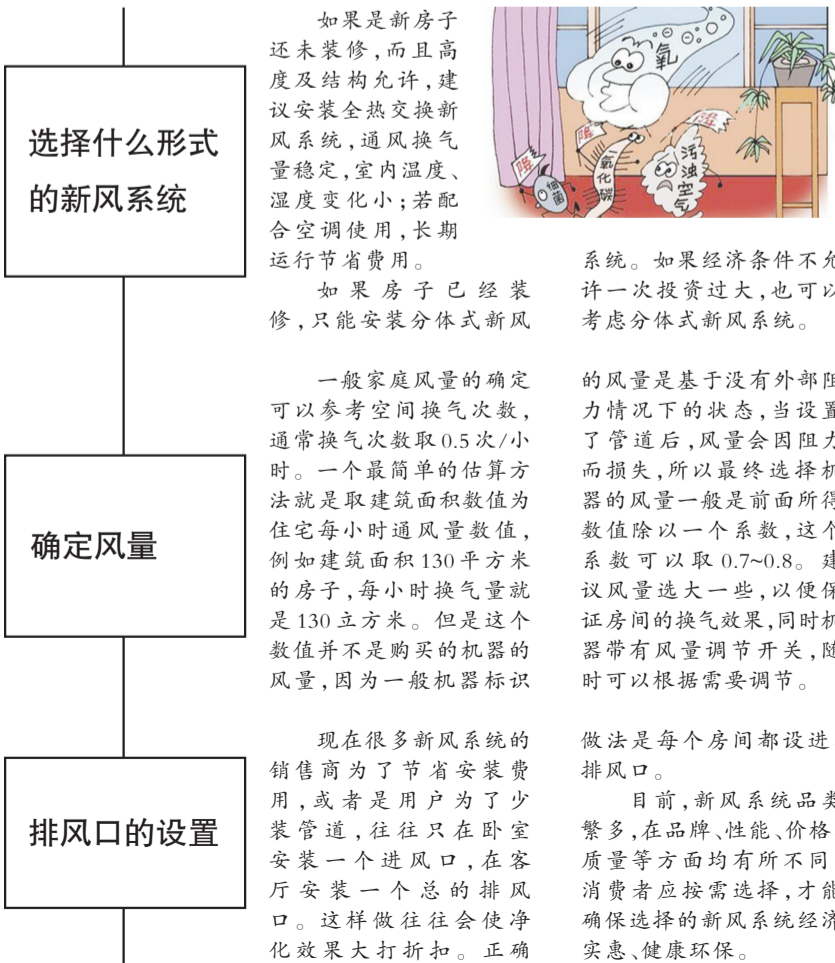 选择什么形式
的新风系统
如果是新房子
还未装修,而且高
度及结构允许,建
议安装全热交换新
风系统,通风换气
量稳定,室内温度、
湿度变化小;若配
合空调使用,长期
运行节省费用。
如果房子已经装
修,只能安装分体式新风
氧
降
降
降
细菌
一氧化碳
污浊空气
系统。如果经济条件不允
许一次投资过大,也可以
考虑分体式新风系统。
确定风量
一般家庭风量的确定
可以参考空间换气次数,
通常换气次数取0.5次/小
时。一个最简单的估算方
法就是取建筑面积数值为
住宅每小时通风量数值,
例如建筑面积130平方米
的房子,每小时换气量就
是130立方米。但是这个
数值并不是购买的机器的
风量,因为一般机器标识
的风量是基于没有外部阻
力情况下的状态,当设置
了管道后,风量会因阻力
而损失,所以最终选择机
器的风量一般是前面所得
数值除以一个系数,这个
系数可以取0.7~0.8。建
议风量选大一些,以便保
证房间的换气效果,同时机
器带有风量调节开关,随
时可以根据需要调节。
排风口的设置
现在很多新风系统的
销售商为了节省安装费
用,或者是用户为了少
装管道,往往只在卧室
安装一个进风口,在客
厅安装一个总的排风
口。这样做往往会使净
化效果大打折扣。正确
做法是每个房间都设进
排风口。
目前,新风系统品类
繁多,在品牌、性能、价格
质量等方面均有所不同
消费者应按需选择,才能
确保选择的新风系统经济
实惠、健康环保。